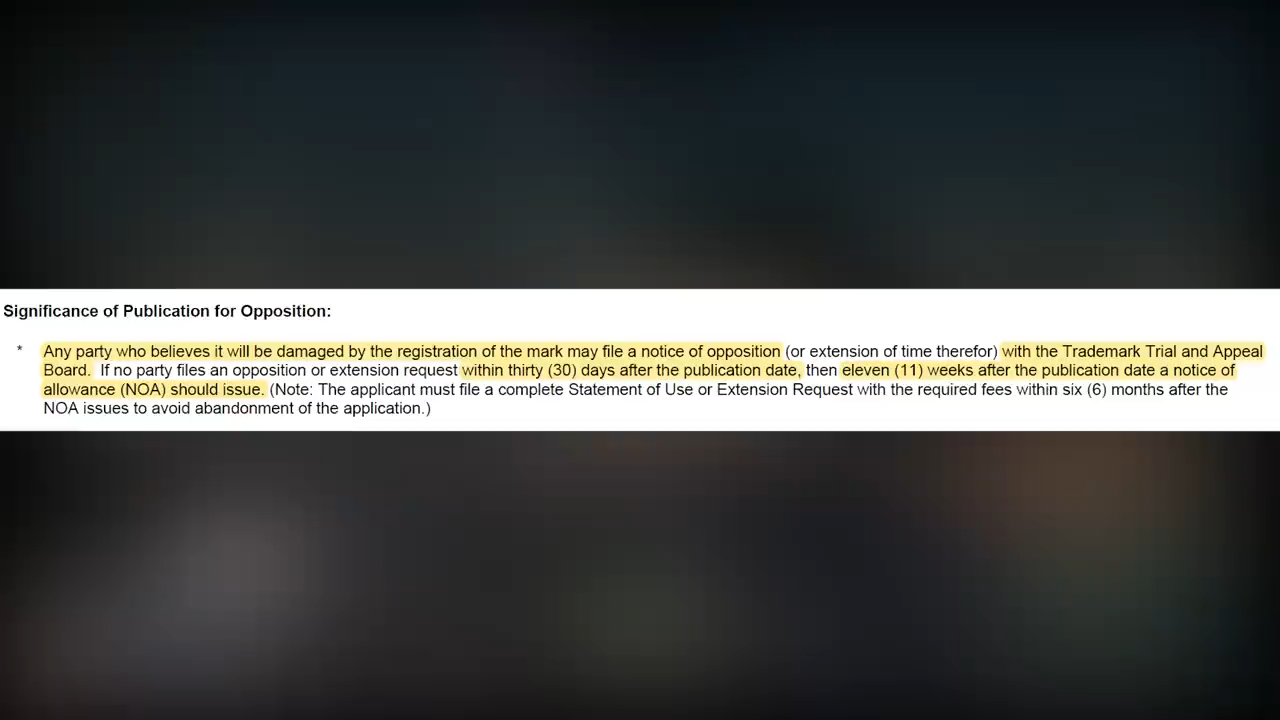 Significance of Publication for Opposition:
* Any party who believes it will be damaged by the registration of the mark may file a notice of opposition (or extension of time therefor) with the Trademark Trial and Appeal
Board. If no party files an opposition or extension request within thirty (30) days after the publication date, then eleven (11) weeks after the publication date a notice of
allowance (NOA) should issue. (Note: The applicant must file a complete Statement of Use or Extension Request with the required fees within six (6) months after the
NOA issues to avoid abandonment of the application.)